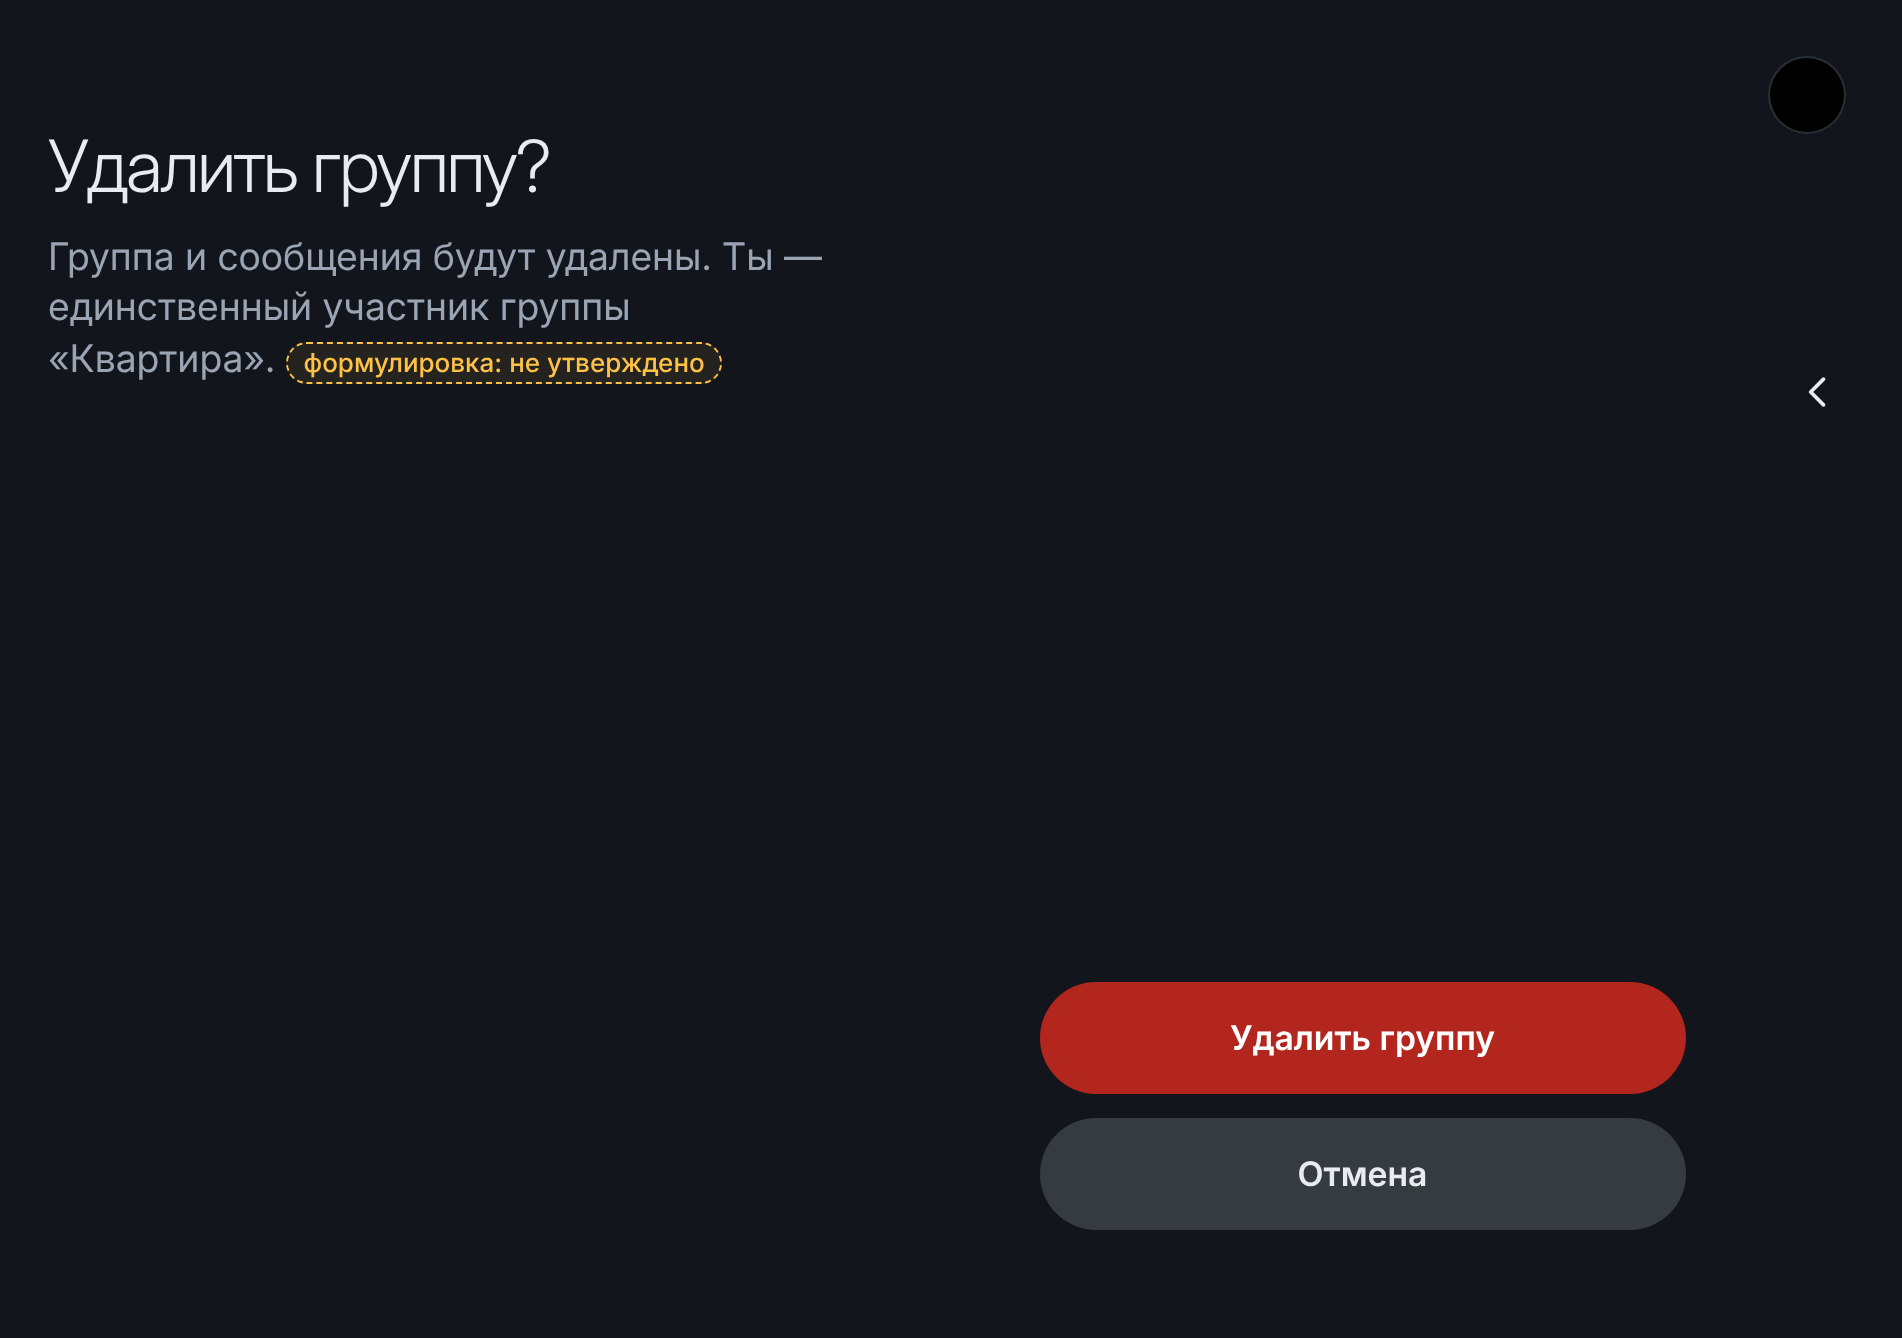 Удалить группу?
Группа и сообщения будут удалены. Ты —
единственный участник группы
«Квартира». формулировка: не утверждено
Удалить группу
Отмена